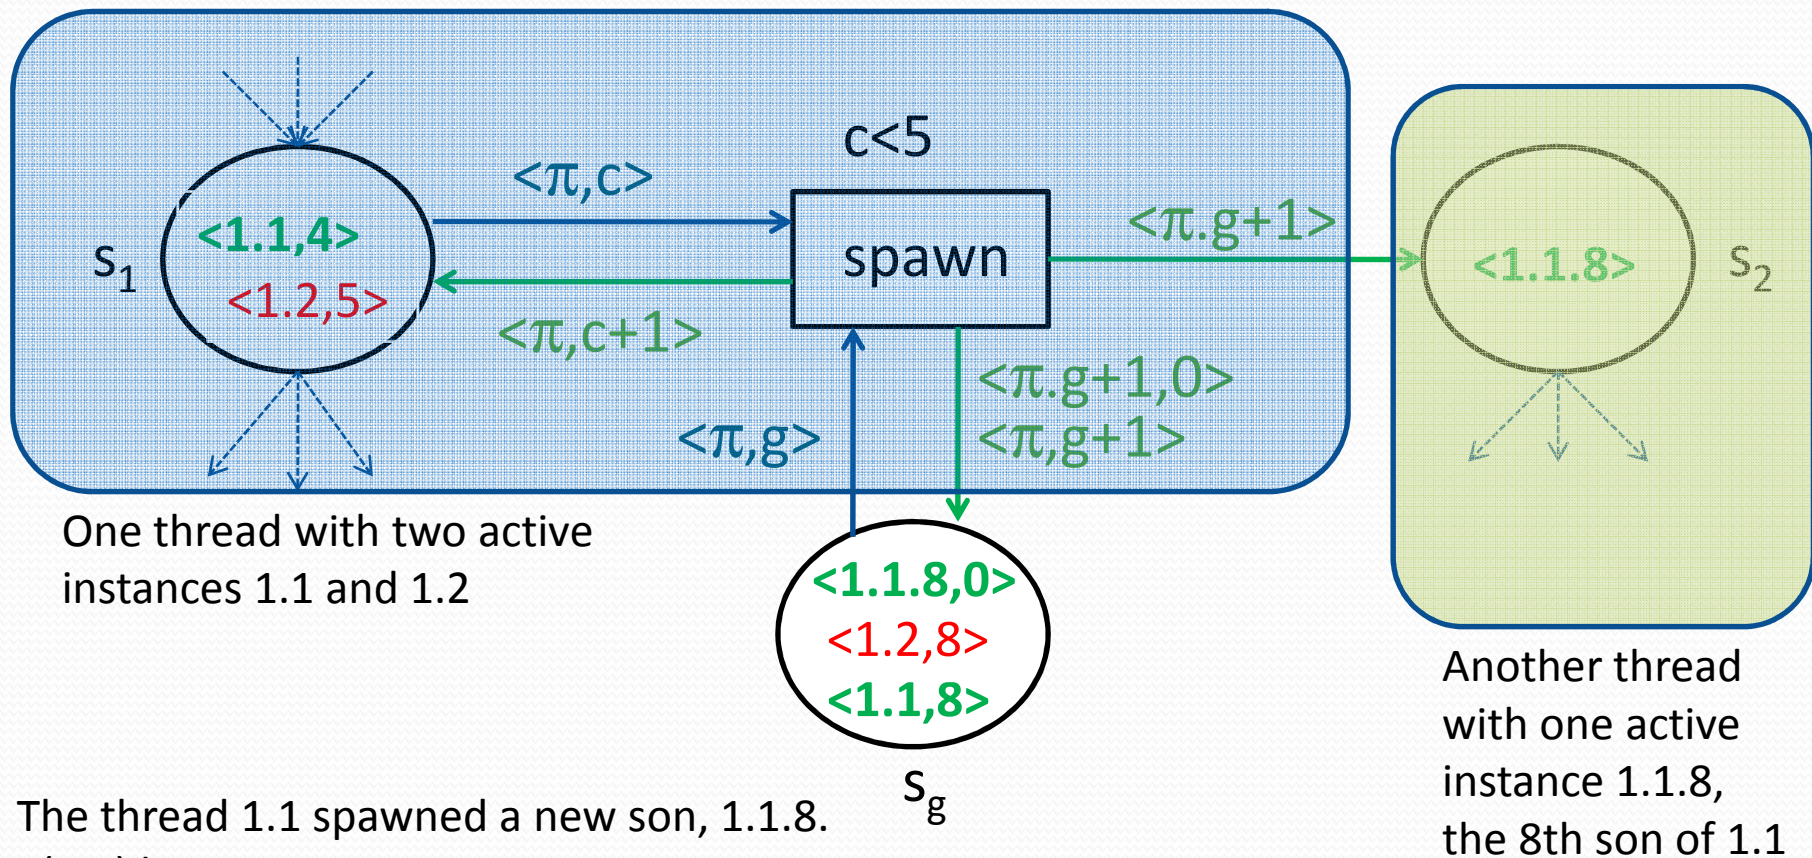 c<5
<π,c>
<π.g+1>
<1.1,4>
s1
spawn
<1.1.8>
s2
<1.2,5>
<π,c+1>
<π.g+1,0>
<π,g>
<π,g+1>
One thread with two active
instances 1.1 and 1.2
<1.1.8,0>
<1.2,8>
<1.1,8>
sg
Another thread
with one active
instance 1.1.8,
the 8th son of 1.1
The thread 1.1 spawned a new son, 1.1.8.